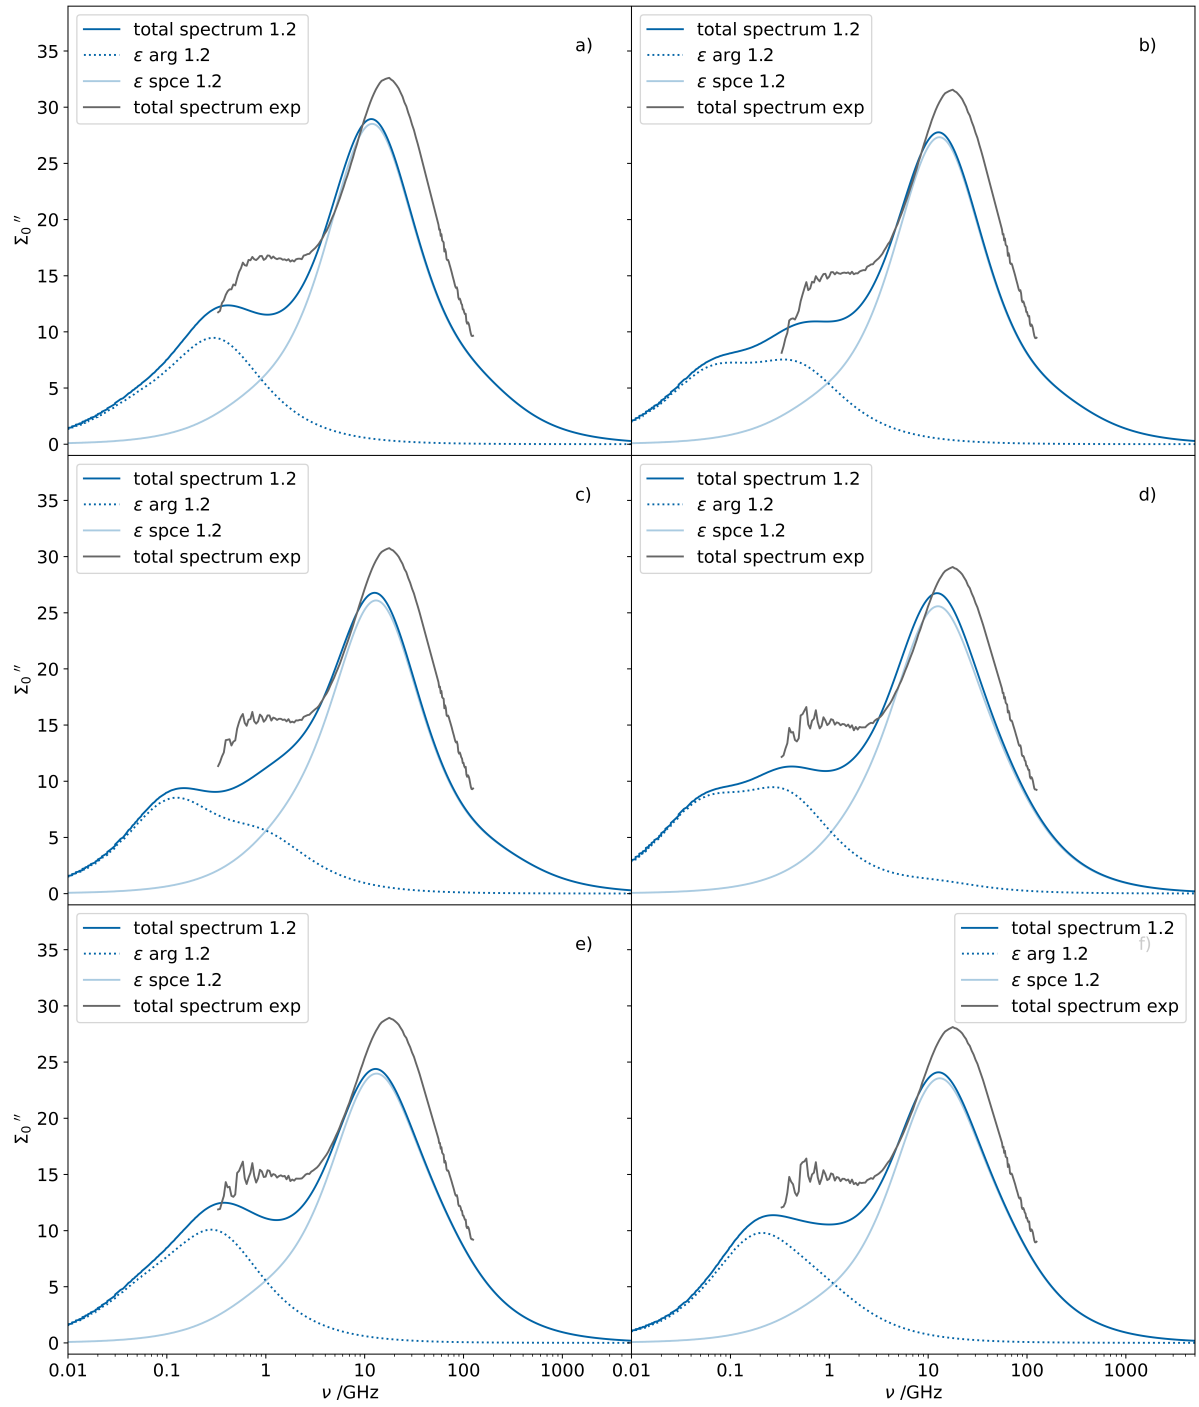 total spectrum 1.2
ε arg 1.2
ε spce 1.2
total spectrum exp
a)
35
30
25
20
15
10
5
0
Σ₀″
total spectrum 1.2
ε arg 1.2
ε spce 1.2
total spectrum exp
b)
total spectrum 1.2
ε arg 1.2
ε spce 1.2
total spectrum exp
c)
35
30
25
20
15
10
5
0
Σ₀″
total spectrum 1.2
ε arg 1.2
ε spce 1.2
total spectrum exp
d)
total spectrum 1.2
ε arg 1.2
ε spce 1.2
total spectrum exp
e)
35
30
25
20
15
10
5
0
Σ₀″
0.01 0.1 1 10 100 1000
ν /GHz
total spectrum 1.2
ε arg 1.2
ε spce 1.2
total spectrum exp
f)
0.01 0.1 1 10 100 1000
ν /GHz